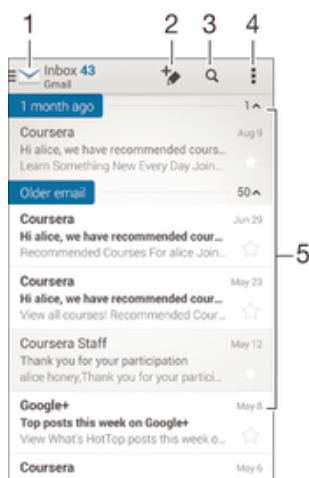 1 2 3 4
Inbox 43
Gmail
1 month ago 1
Coursera Aug 9
Hi alice, we have recommended cours...
Learn Something New Every Day Join...
Older email 50
Coursera Jun 29
Hi alice, we have recommended cour...
Recommended Courses For alice Join...
5
Coursera May 23
Hi alice, we have recommended cour...
View all courses! Recommended Cour...
Coursera Staff May 12
Thank you for your participation
alice honey,Thank you for your partici...
Google+ May 8
Top posts this week on Google+
View What's HotTop posts this week o...
Coursera May 6